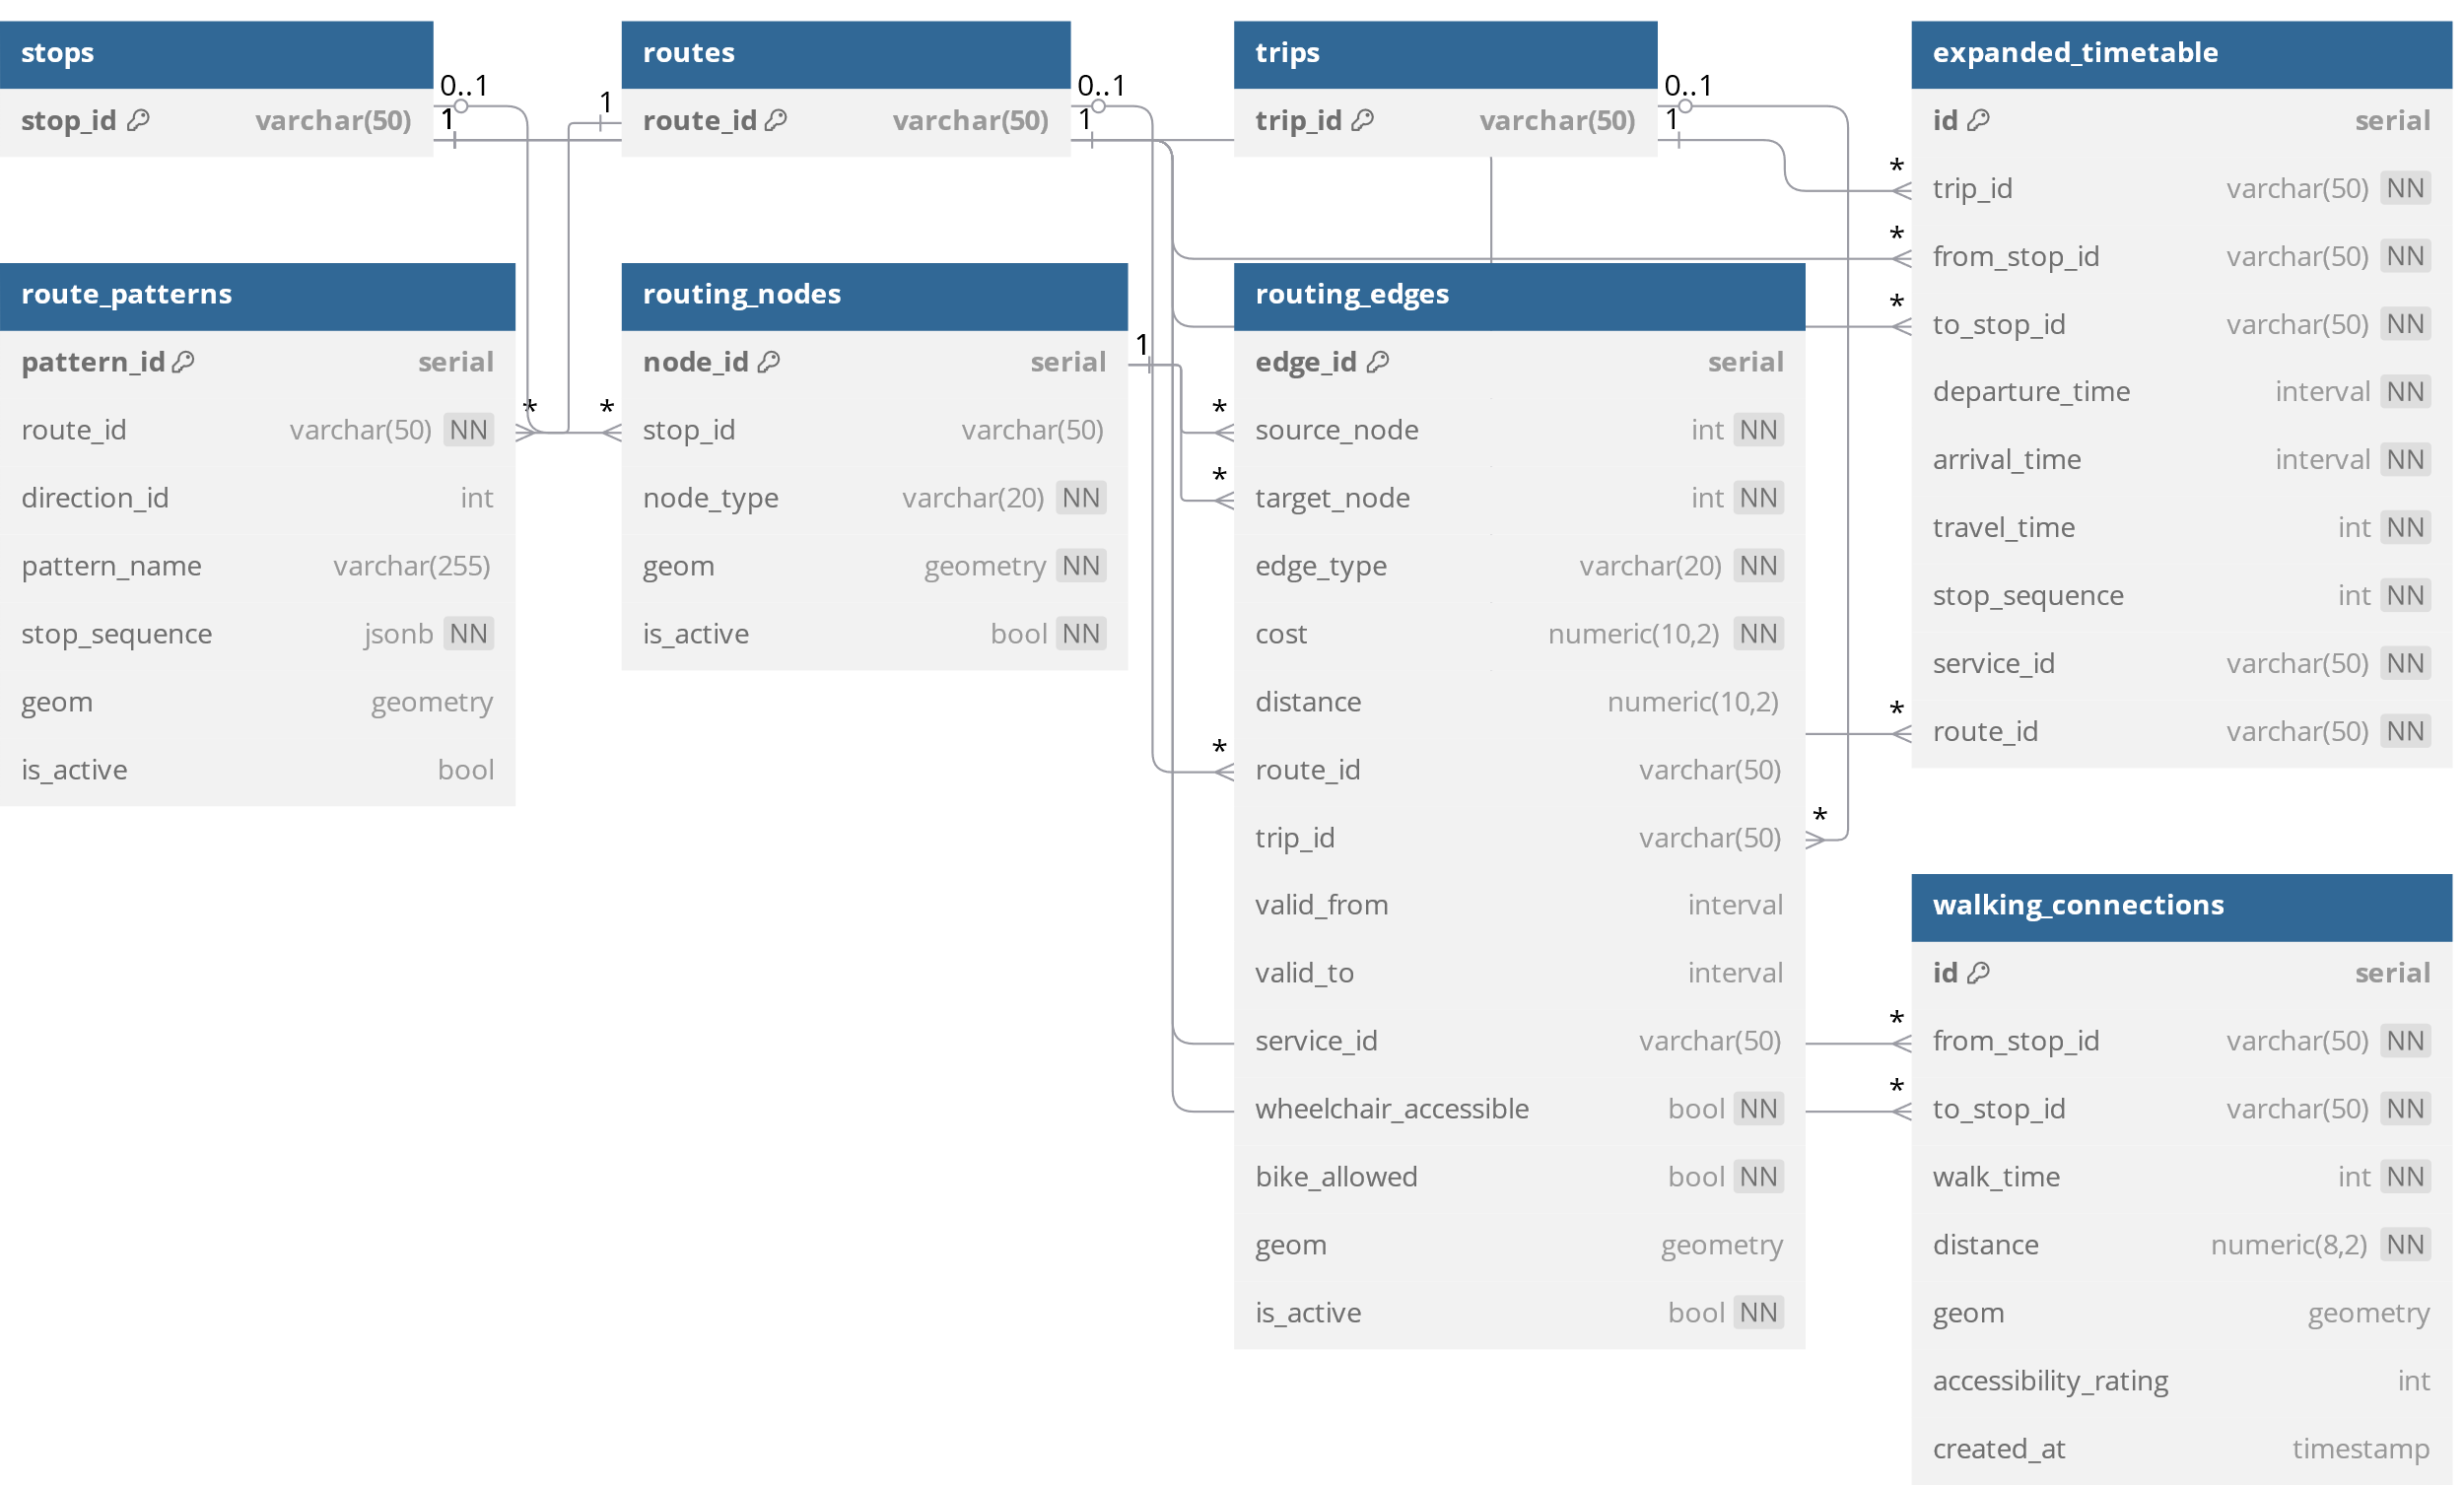 stops
stop_id varchar(50)
routes
route_id varchar(50)
trips
trip_id varchar(50)
0..1
1
1
0..1
1
0..1
1
expanded_timetable
id serial
* trip_id varchar(50) NN
* from_stop_id varchar(50) NN
* to_stop_id varchar(50) NN
departure_time interval NN
arrival_time interval NN
travel_time int NN
stop_sequence int NN
service_id varchar(50) NN
* route_id varchar(50) NN
route_patterns
pattern_id serial
route_id varchar(50) NN *
direction_id int
pattern_name varchar(255)
stop_sequence jsonb NN
geom geometry
is_active bool
routing_nodes
node_id serial 1
* stop_id varchar(50)
node_type varchar(20) NN
geom geometry NN
is_active bool NN
routing_edges
edge_id serial
* source_node int NN
* target_node int NN
edge_type varchar(20) NN
cost numeric(10,2) NN
distance numeric(10,2)
* route_id varchar(50)
trip_id varchar(50) *
valid_from interval
valid_to interval
service_id varchar(50)
wheelchair_accessible bool NN
bike_allowed bool NN
geom geometry
is_active bool NN
walking_connections
id serial
* from_stop_id varchar(50) NN
* to_stop_id varchar(50) NN
walk_time int NN
distance numeric(8,2) NN
geom geometry
accessibility_rating int
created_at timestamp